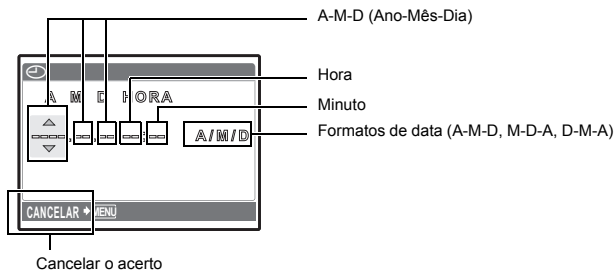 A-M-D (Ano-Mês-Dia)
Hora
Minuto
Formatos de data (A-M-D, M-D-A, D-M-A)
A M D HORA
---- . -- . -- -- : -- A/M/D
CANCELAR MENU
Cancelar o acerto